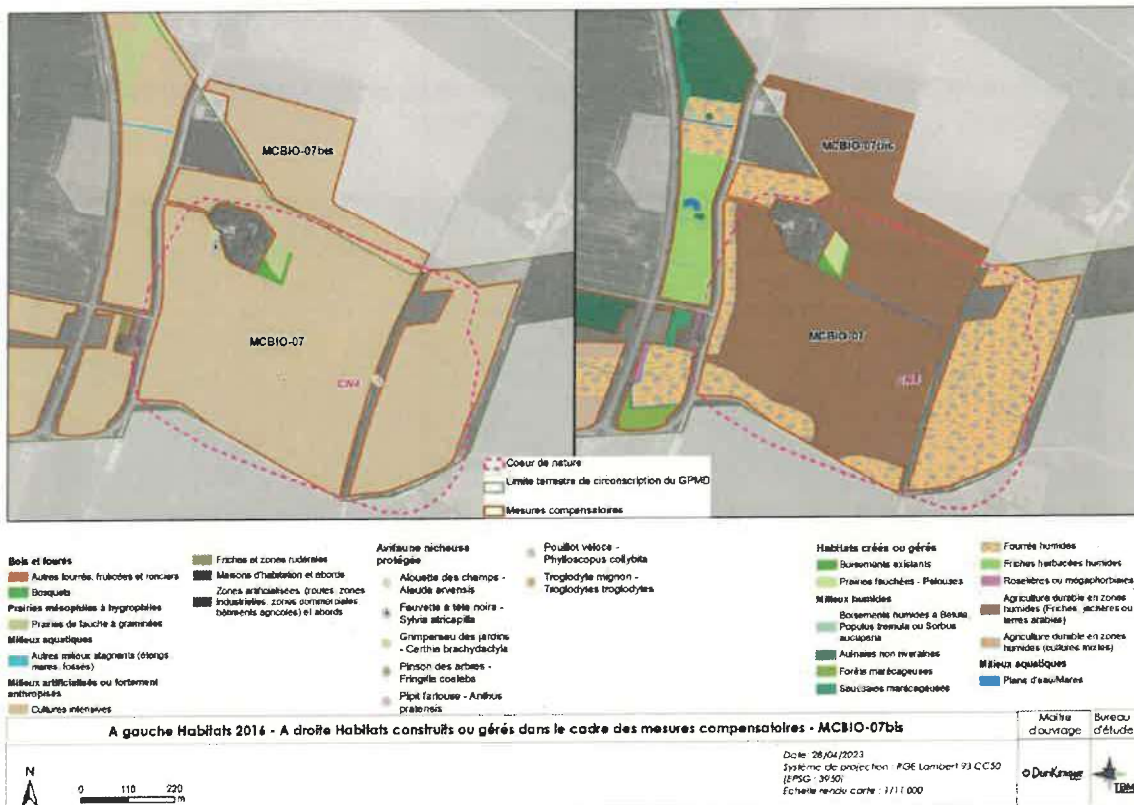 MCBIO-07bis
MCBIO-07
CN4
MCBIO-07bis
MCBIO-07
Coeur de nature
Limite terrestre de circonscription du GPMD
Mesures compensatoires
Bois et fourrés
Autres fourrés, fruticées et ronciers
Bosquets
Prairies mésophiles à hygrophiles
Prairies de fauche à graminées
Milieux aquatiques
Autres milieux stagnants (étangs, mares, fossés)
Milieux artificialisés ou fortement anthropisés
Cultures intensives
Friches et zones rudérales
Maisons d'habitation et abords
Zones artificialisées (routes, zones industrielles, zones commerciales, bâtiments agricoles) et abords
Avifaune nicheuse protégée
Alouette des champs - Alauda arvensis
Fauvette à tête noire - Sylvia atricapilla
Grimpereau des jardins - Certhia brachydactyla
Pinson des arbres - Fringilla coelebs
Pipit farlouse - Anthus pratensis
Pouillot véloce - Phylloscopus collybita
Troglodyte mignon - Troglodytes troglodytes
Habitats créés ou gérés
Boisements existants
Prairies fauchées - Pelouses
Milieux humides
Boisements humides à Betula, Populus tremula ou Sorbus aucuparia
Aulnaies non riveraines
Forêts marécageuses
Saussaies marécageuses
Fourrés humides
Friches herbacées humides
Roselières ou mégaphorbiaies
Agriculture durable en zones humides (Friches, jachères ou terres arables)
Agriculture durable en zones humides (cultures mixtes)
Milieux aquatiques
Plans d'eau/Mares
A gauche Habitats 2016 - A droite Habitats construits ou gérés dans le cadre des mesures compensatoires - MCBIO-07bis
Maître d'ouvrage
Bureau d'étude
N
0 110 220 m
Date : 28/04/2023
Système de projection : RGE Lambert 93 CC50 (EPSG : 3950)
Echelle rendu carte : 1/11 000
Dunkerque
TBM